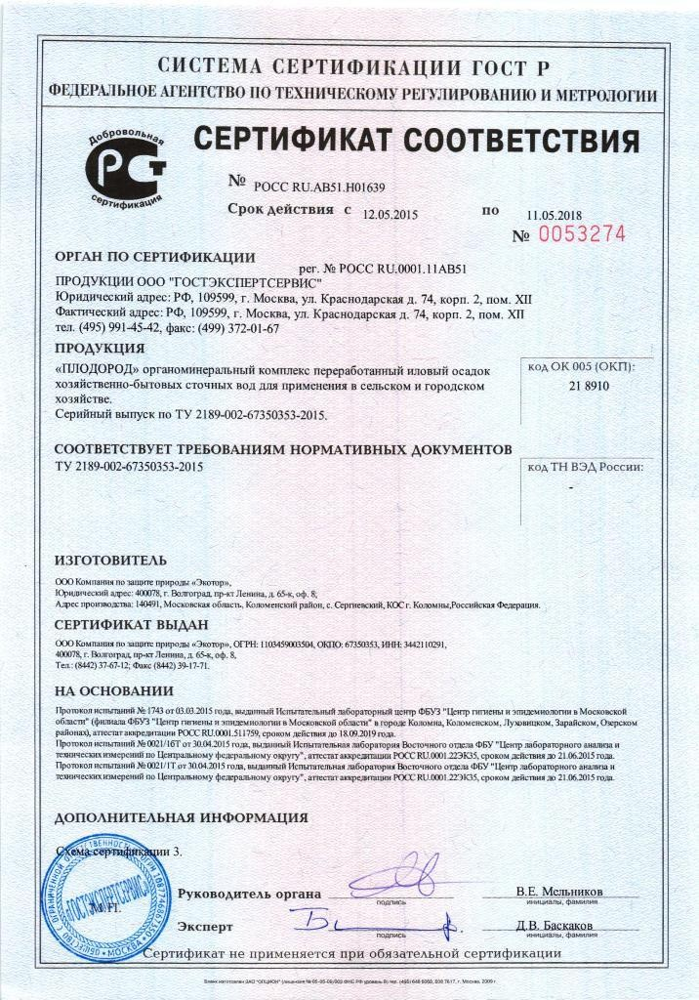 СИСТЕМА СЕРТИФИКАЦИИ ГОСТ Р
ФЕДЕРАЛЬНОЕ АГЕНТСТВО ПО ТЕХНИЧЕСКОМУ РЕГУЛИРОВАНИЮ И МЕТРОЛОГИИ
Добровольная
РСТ
сертификация
СЕРТИФИКАТ СООТВЕТСТВИЯ
№ РОСС RU.АВ51.Н01639
Срок действия с 12.05.2015 по 11.05.2018
№ 0053274
ОРГАН ПО СЕРТИФИКАЦИИ
рег. № РОСС RU.0001.11АВ51
ПРОДУКЦИИ ООО "ГОСТЭКСПЕРТСЕРВИС"
Юридический адрес: РФ, 109599, г. Москва, ул. Краснодарская д. 74, корп. 2, пом. XII
Фактический адрес: РФ, 109599, г. Москва, ул. Краснодарская д. 74, корп. 2, пом. XII
тел. (495) 991-45-42, факс: (499) 372-01-67
ПРОДУКЦИЯ
«ПЛОДОРОД» органоминеральный комплекс переработанный иловый осадок
хозяйственно-бытовых сточных вод для применения в сельском и городском
хозяйстве.
Серийный выпуск по ТУ 2189-002-67350353-2015.
код ОК 005 (ОКП):
21 8910
СООТВЕТСТВУЕТ ТРЕБОВАНИЯМ НОРМАТИВНЫХ ДОКУМЕНТОВ
ТУ 2189-002-67350353-2015
код ТН ВЭД России:
-
ИЗГОТОВИТЕЛЬ
ООО Компания по защите природы «Экотор»,
Юридический адрес: 400078, г. Волгоград, пр-кт Ленина, д. 65-к, оф. 8;
Адрес производства: 140491, Московская область, Коломенский район, с. Сергиевский, КОС г. Коломны,Российская Федерация.
СЕРТИФИКАТ ВЫДАН
ООО Компания по защите природы «Экотор», ОГРН: 1103459003504, ОКПО: 67350353, ИНН: 3442110291,
400078, г. Волгоград, пр-кт Ленина, д. 65-к, оф. 8,
Тел.: (8442) 37-67-12; Факс (8442) 39-17-71.
НА ОСНОВАНИИ
Протокол испытаний № 1743 от 03.03.2015 года, выданный Испытательный лабораторный центр ФБУЗ "Центр гигиены и эпидемиологии в Московской
области" (филиала ФБУЗ "Центр гигиены и эпидемиологии в Московской области" в городе Коломна, Коломенском, Луховицком, Зарайском, Озерском
районах), аттестат аккредитации РОСС RU.0001.511759, сроком действия до 18.09.2019 года.
Протокол испытаний № 0021/16Т от 30.04.2015 года, выданный Испытательная лаборатория Восточного отдела ФБУ "Центр лабораторного анализа и
технических измерений по Центральному федеральному округу", аттестат аккредитации РОСС RU.0001.22ЭК35, сроком действия до 21.06.2015 года.
Протокол испытаний № 0021/1Т от 30.04.2015 года, выданный Испытательная лаборатория Восточного отдела ФБУ "Центр лабораторного анализа и
технических измерений по Центральному федеральному округу", аттестат аккредитации РОСС RU.0001.22ЭК35, сроком действия до 21.06.2015 года.
ДОПОЛНИТЕЛЬНАЯ ИНФОРМАЦИЯ
Схема сертификации 3.
ОБЩЕСТВО С ОГРАНИЧЕННОЙ ОТВЕТСТВЕННОСТЬЮ
"ГОСТЭКСПЕРТСЕРВИС"
МОСКВА
М.П.
Руководитель органа
подпись
В.Е. Мельников
инициалы, фамилия
Эксперт
подпись
Д.В. Баскаков
инициалы, фамилия
Сертификат не применяется при обязательной сертификации
Бланк изготовлен ЗАО "ОПЦИОН"
г. Москва, 2009 г